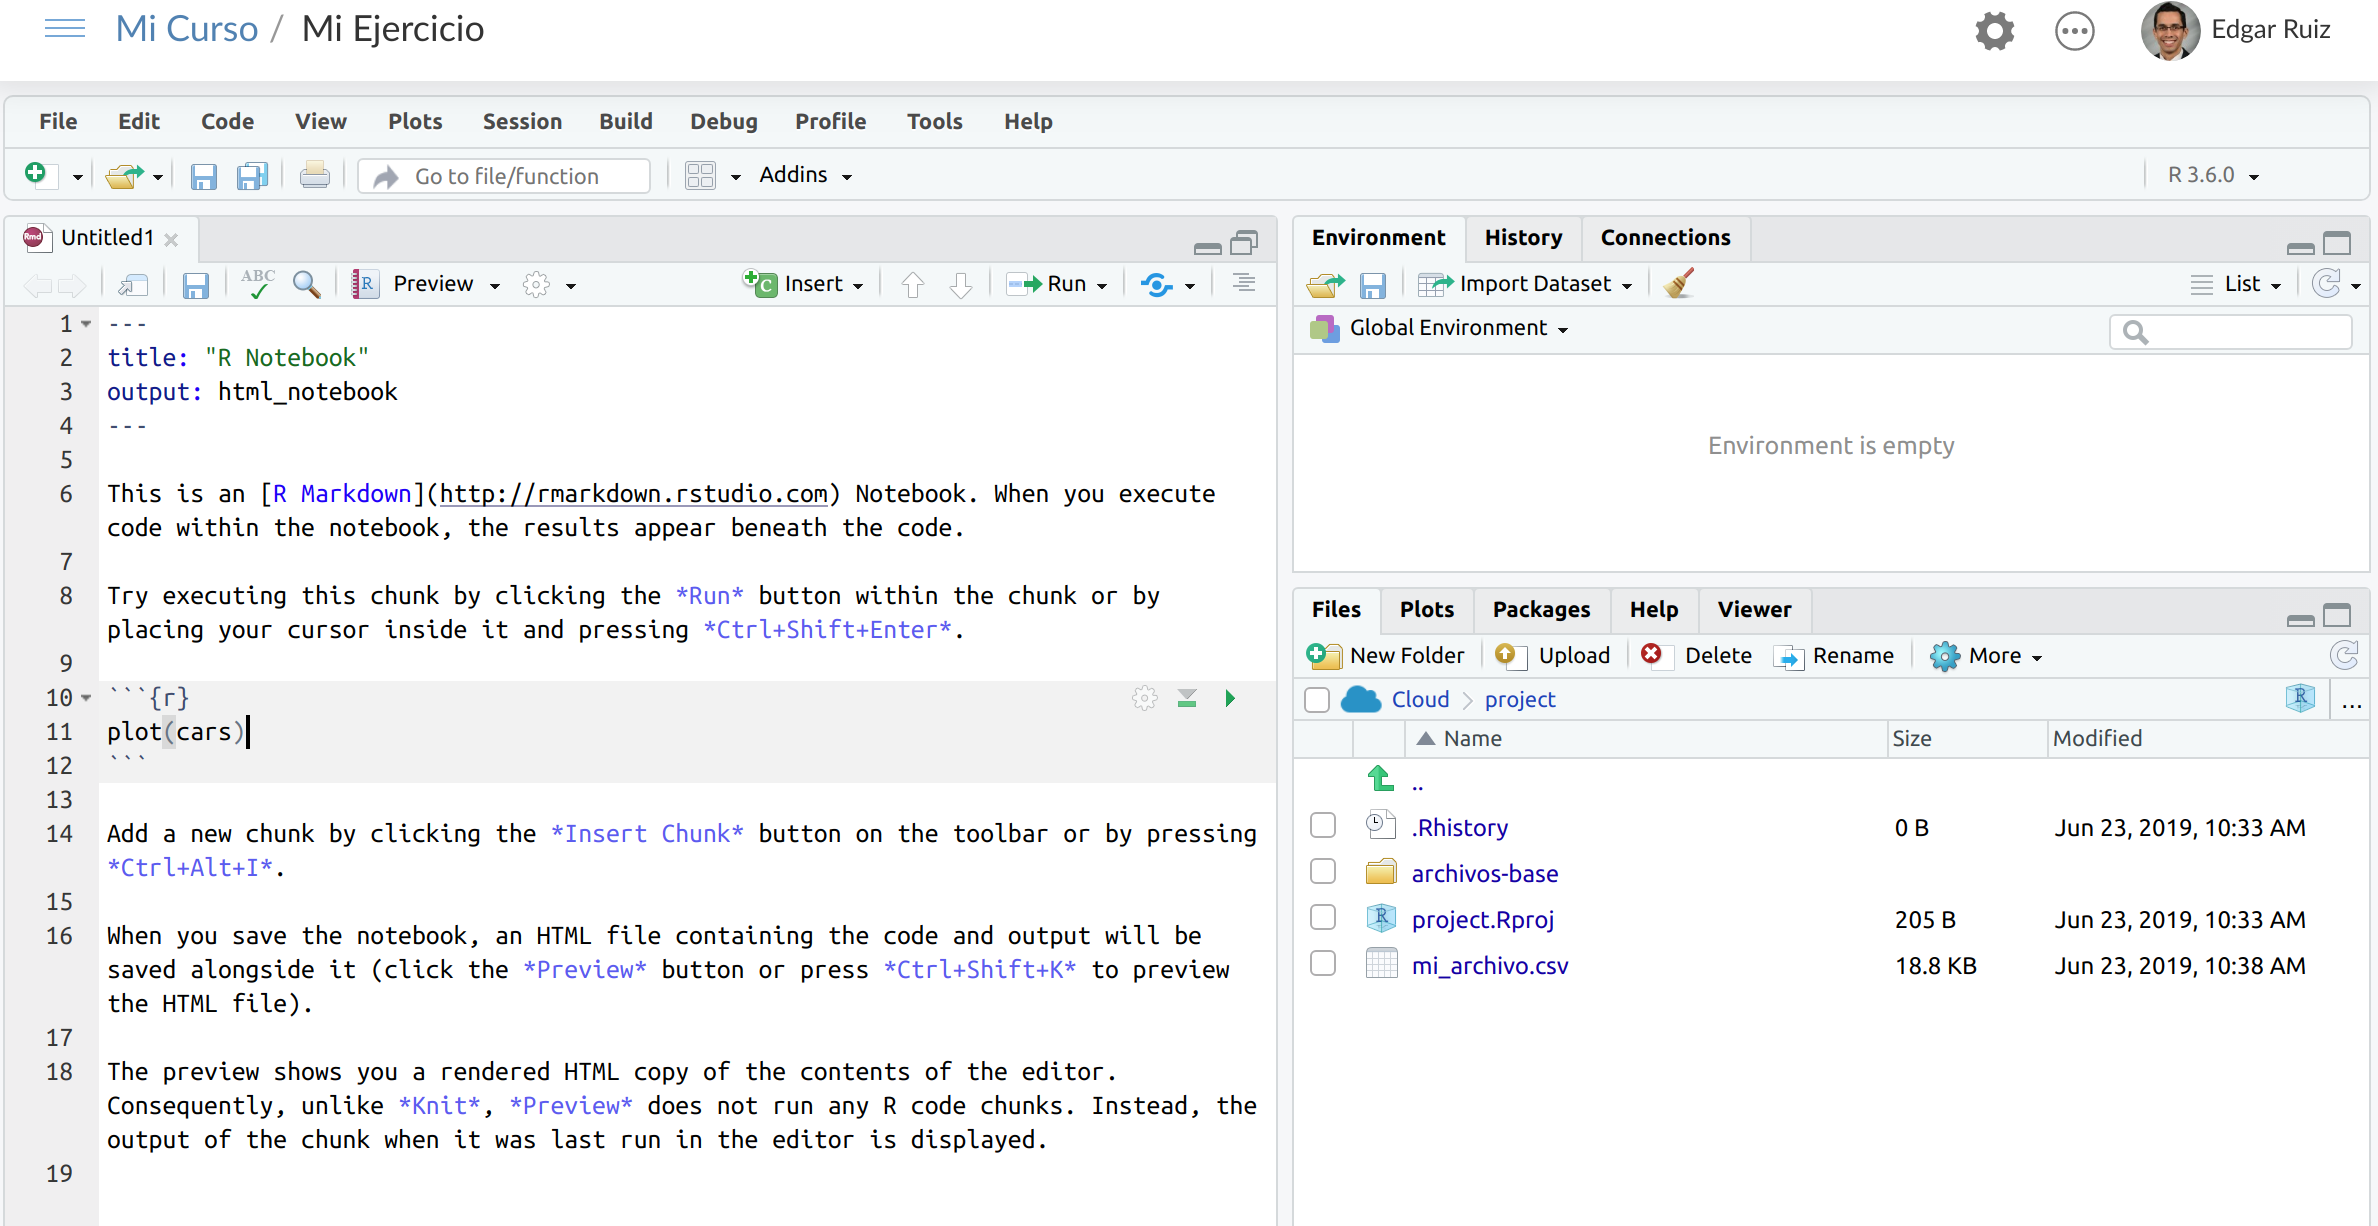 Mi Curso / Mi Ejercicio
Edgar Ruiz
File Edit Code View Plots Session Build Debug Profile Tools Help
Go to file/function
Addins
R 3.6.0
Rmd Untitled1
ABC
R Preview
C Insert
Run
1 ---
2 title: "R Notebook"
3 output: html_notebook
4 ---
5
6 This is an [R Markdown](http://rmarkdown.rstudio.com) Notebook. When you execute
code within the notebook, the results appear beneath the code.
7
8 Try executing this chunk by clicking the *Run* button within the chunk or by
placing your cursor inside it and pressing *Ctrl+Shift+Enter*.
9
10 ```{r}
11 plot(cars)
12 ```
13
14 Add a new chunk by clicking the *Insert Chunk* button on the toolbar or by pressing
*Ctrl+Alt+I*.
15
16 When you save the notebook, an HTML file containing the code and output will be
saved alongside it (click the *Preview* button or press *Ctrl+Shift+K* to preview
the HTML file).
17
18 The preview shows you a rendered HTML copy of the contents of the editor.
Consequently, unlike *Knit*, *Preview* does not run any R code chunks. Instead, the
output of the chunk when it was last run in the editor is displayed.
19
Environment History Connections
Import Dataset
List
Global Environment
Environment is empty
Files Plots Packages Help Viewer
New Folder Upload Delete Rename More
Cloud > project
R ...
Name Size Modified
..
.Rhistory 0 B Jun 23, 2019, 10:33 AM
archivos-base
R project.Rproj 205 B Jun 23, 2019, 10:33 AM
mi_archivo.csv 18.8 KB Jun 23, 2019, 10:38 AM